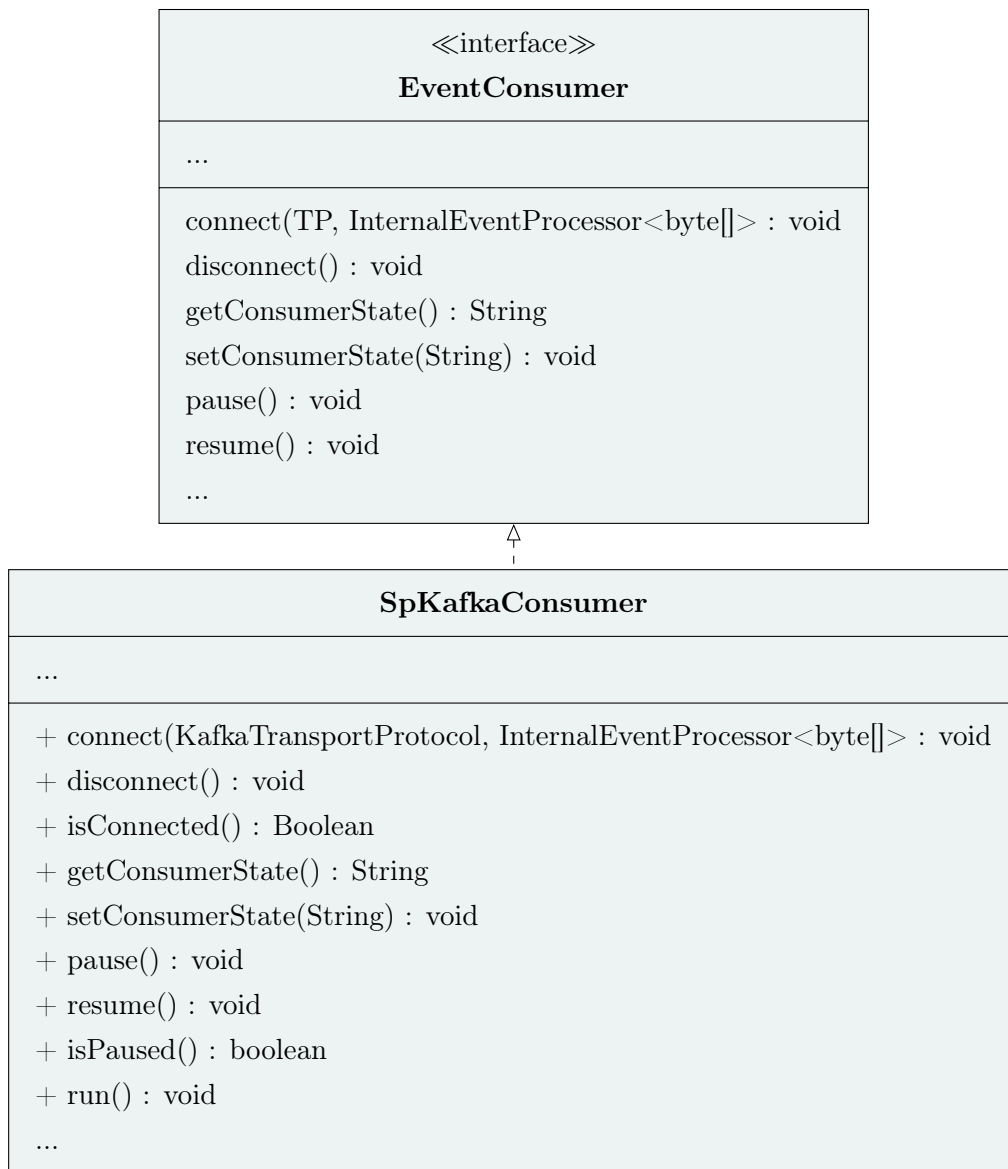 ≪interface≫
EventConsumer
...
connect(TP, InternalEventProcessor<byte[]> : void
disconnect() : void
getConsumerState() : String
setConsumerState(String) : void
pause() : void
resume() : void
...
SpKafkaConsumer
...
+ connect(KafkaTransportProtocol, InternalEventProcessor<byte[]> : void
+ disconnect() : void
+ isConnected() : Boolean
+ getConsumerState() : String
+ setConsumerState(String) : void
+ pause() : void
+ resume() : void
+ isPaused() : boolean
+ run() : void
...